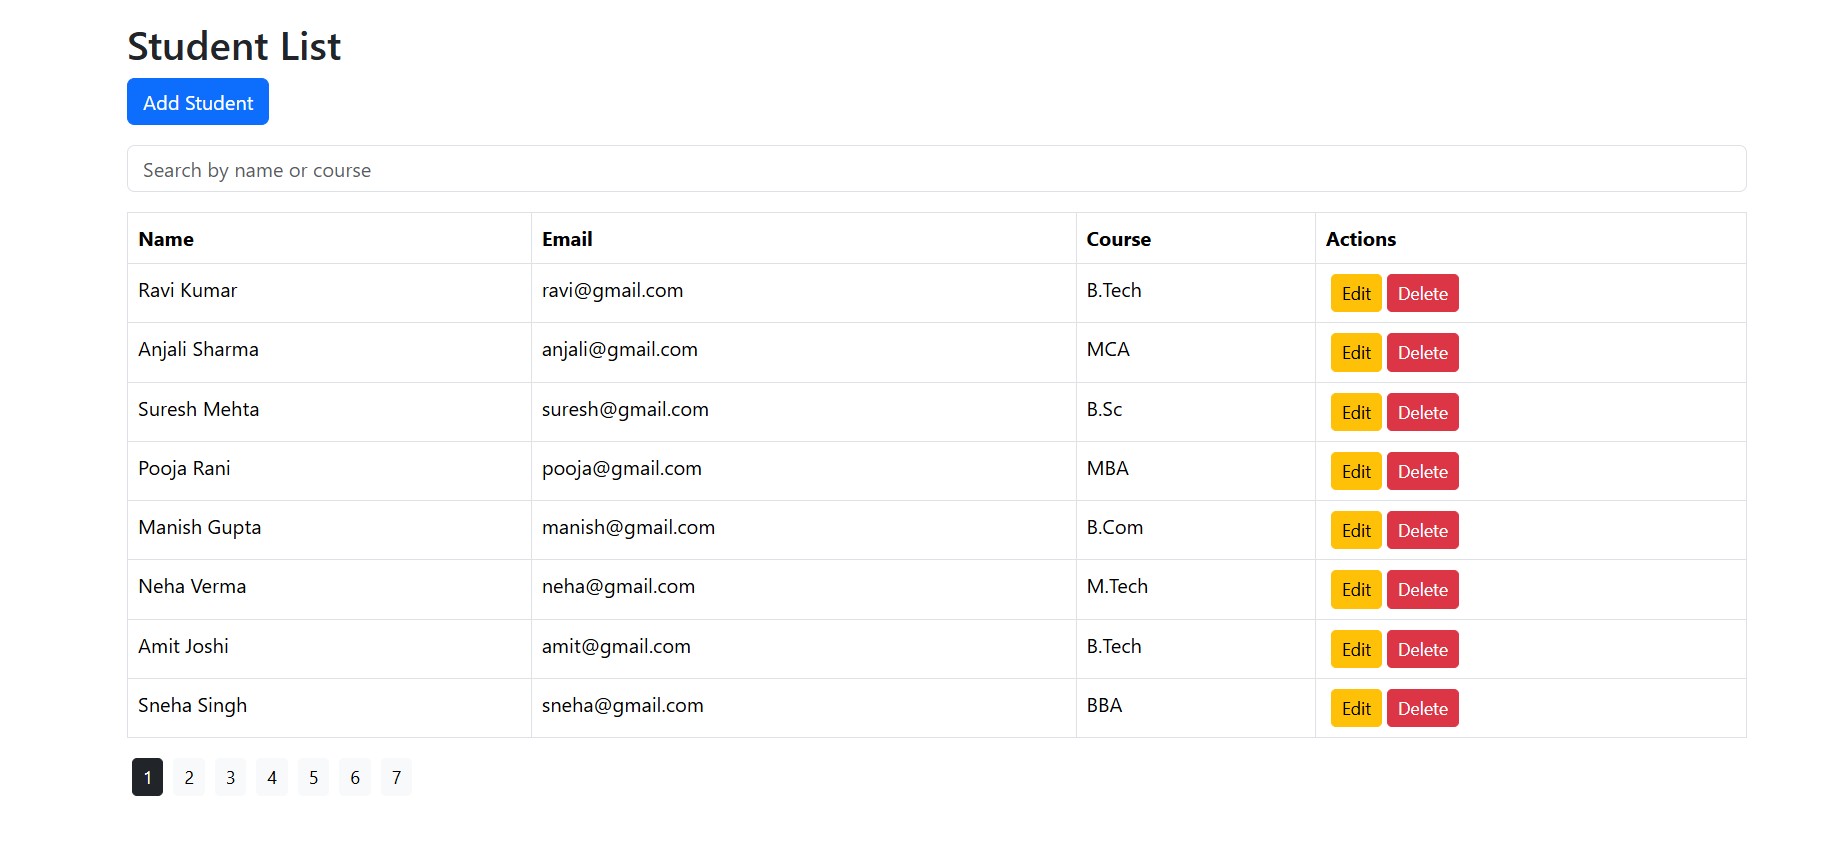 Student List
Add Student
Search by name or course
Name Email Course Actions
Ravi Kumar ravi@gmail.com B.Tech Edit Delete
Anjali Sharma anjali@gmail.com MCA Edit Delete
Suresh Mehta suresh@gmail.com B.Sc Edit Delete
Pooja Rani pooja@gmail.com MBA Edit Delete
Manish Gupta manish@gmail.com B.Com Edit Delete
Neha Verma neha@gmail.com M.Tech Edit Delete
Amit Joshi amit@gmail.com B.Tech Edit Delete
Sneha Singh sneha@gmail.com BBA Edit Delete
1 2 3 4 5 6 7